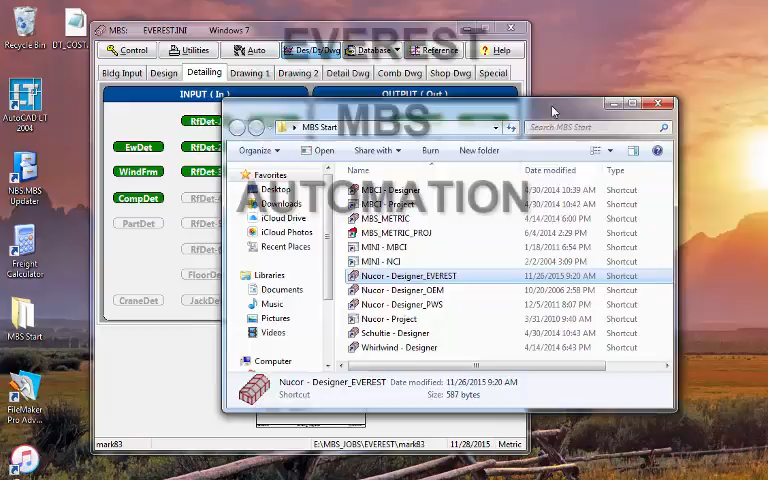 EVEREST
MBS
AUTOMATION
Recycle Bin
DT_COST.
AutoCAD LT
2004
NBS.MBS
Updater
Freight
Calculator
MBS Start
FileMaker
Pro Adv...
MBS: EVEREST.INI Windows 7
Control Utilities Auto Des/Dt/Dwg Database Reference ? Help
Bldg Input Design Detailing Drawing 1 Drawing 2 Detail Dwg Comb Dwg Shop Dwg Special
INPUT ( In ) OUTPUT ( Out )
EwDet
WindFrm
CompDet
PartDet
CraneDet
mark83 E:\MBS_JOBS\EVEREST\mark83 11/28/2015 Metric
MBS Start
Search MBS Start
Organize Open Share with Burn New folder
Favorites
Desktop
Downloads
iCloud Drive
iCloud Photos
Recent Places
Libraries
Documents
Music
Pictures
Videos
Computer
Name Date modified Type
MBCI - Designer 4/30/2014 10:39 AM Shortcut
MBCI - Project 4/30/2014 10:42 AM Shortcut
MBS_METRIC 4/14/2014 6:00 PM Shortcut
MBS_METRIC_PROJ 6/4/2014 2:29 PM Shortcut
MINI - MBCI 1/18/2011 6:54 PM Shortcut
MINI - NCI 2/2/2004 3:09 PM Shortcut
Nucor - Designer_EVEREST 11/26/2015 9:20 AM Shortcut
Nucor - Designer_OEM 10/20/2006 2:58 PM Shortcut
Nucor - Designer_PWS 12/5/2011 8:07 PM Shortcut
Nucor - Project 3/31/2010 9:40 AM Shortcut
Schultie - Designer 4/30/2014 10:43 AM Shortcut
Whirlwind - Designer 4/14/2014 6:43 PM Shortcut
Nucor - Designer_EVEREST Date modified: 11/26/2015 9:20 AM
Shortcut Size: 587 bytes